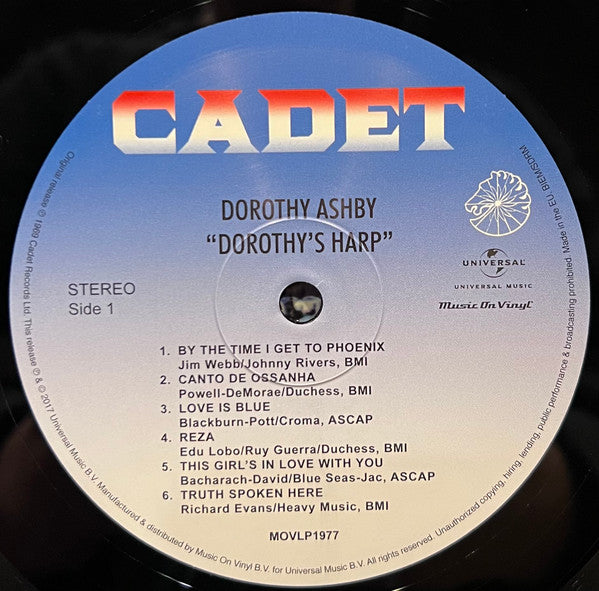 CADET
DOROTHY ASHBY
"DOROTHY'S HARP"
UNIVERSAL
UNIVERSAL MUSIC
Music On Vinyl
STEREO
Side 1
1. BY THE TIME I GET TO PHOENIX
Jim Webb/Johnny Rivers, BMI
2. CANTO DE OSSANHA
Powell-DeMorae/Duchess, BMI
3. LOVE IS BLUE
Blackburn-Pott/Croma, ASCAP
4. REZA
Edu Lobo/Ruy Guerra/Duchess, BMI
5. THIS GIRL'S IN LOVE WITH YOU
Bacharach-David/Blue Seas-Jac, ASCAP
6. TRUTH SPOKEN HERE
Richard Evans/Heavy Music, BMI
MOVLP1977
Original release ℗ 1969 Cadet Records Ltd. This release ℗ & © 2017 Universal Music B.V. Manufactured & distributed by Music On Vinyl B.V. for Universal Music B.V. All rights reserved. Unauthorized copying, hiring, lending, public performance & broadcasting prohibited. Made in the EU. BIEM/SDRM